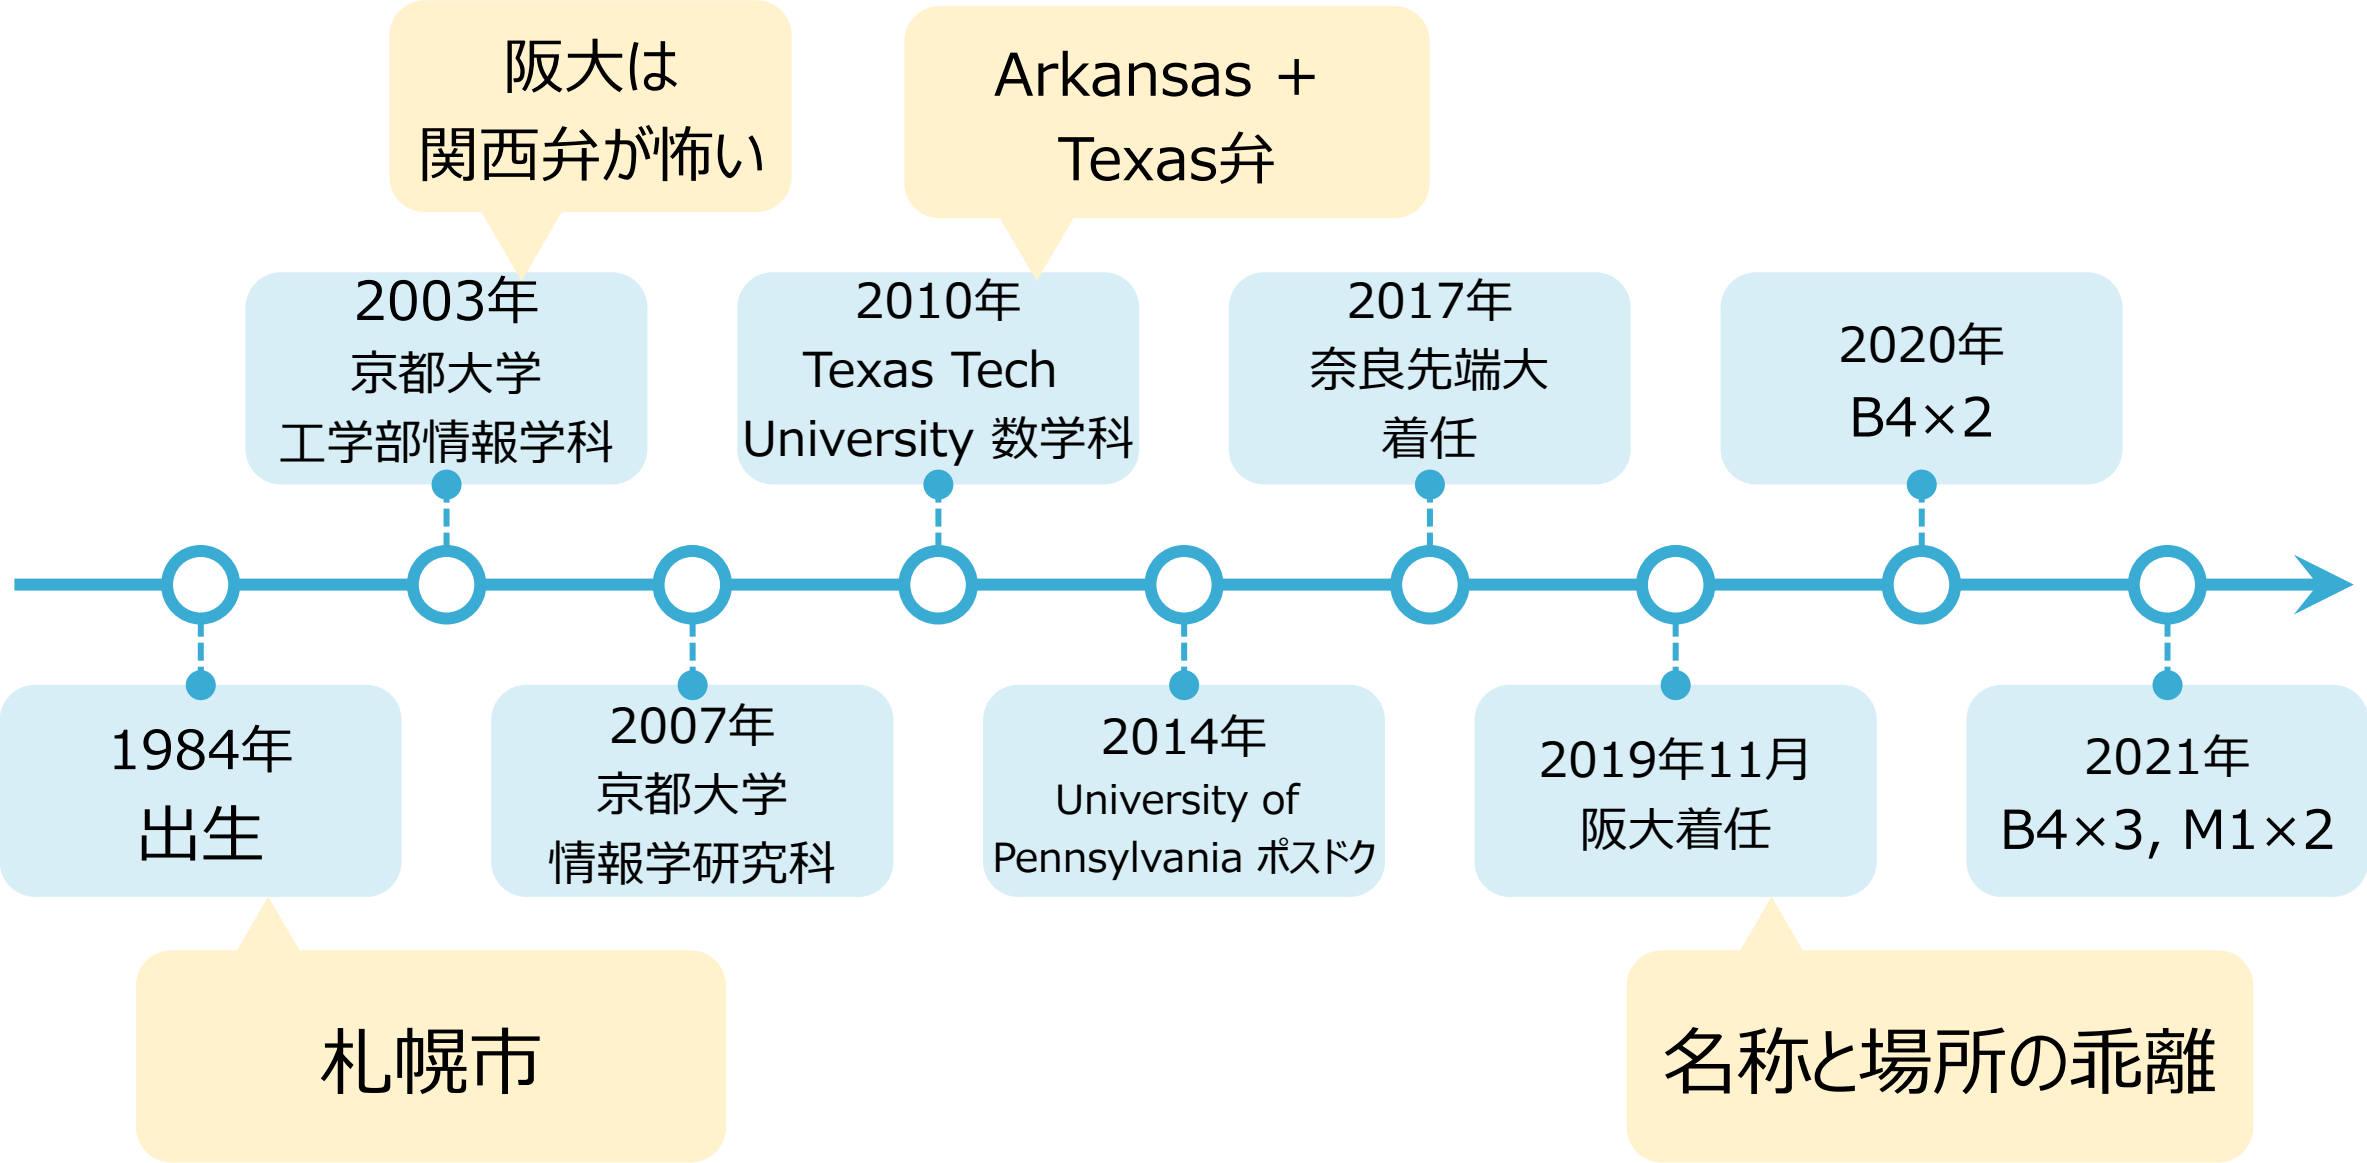 阪大は
関西弁が怖い
Arkansas +
Texas弁
2003年
京都大学
工学部情報学科
2010年
Texas Tech
University 数学科
2017年
奈良先端大
着任
2020年
B4×2
1984年
出生
2007年
京都大学
情報学研究科
2014年
University of
Pennsylvania ポスドク
2019年11月
阪大着任
2021年
B4×3, M1×2
札幌市
名称と場所の乖離